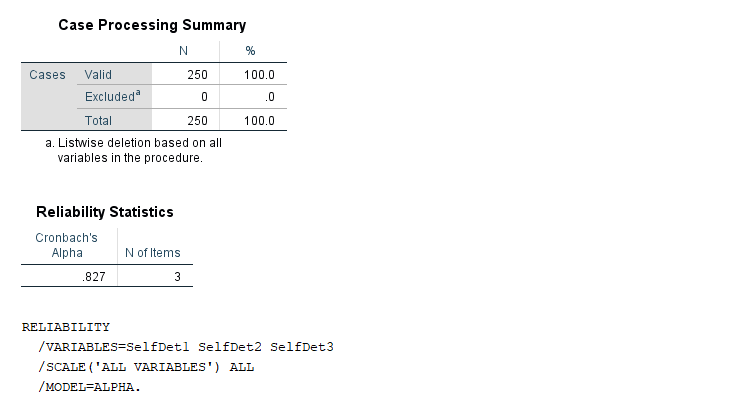 Case Processing Summary
N %
Cases Valid 250 100.0
Excludedᵃ 0 .0
Total 250 100.0
a. Listwise deletion based on all
variables in the procedure.
Reliability Statistics
Cronbach's
Alpha N of Items
.827 3
RELIABILITY
/VARIABLES=SelfDet1 SelfDet2 SelfDet3
/SCALE('ALL VARIABLES') ALL
/MODEL=ALPHA.